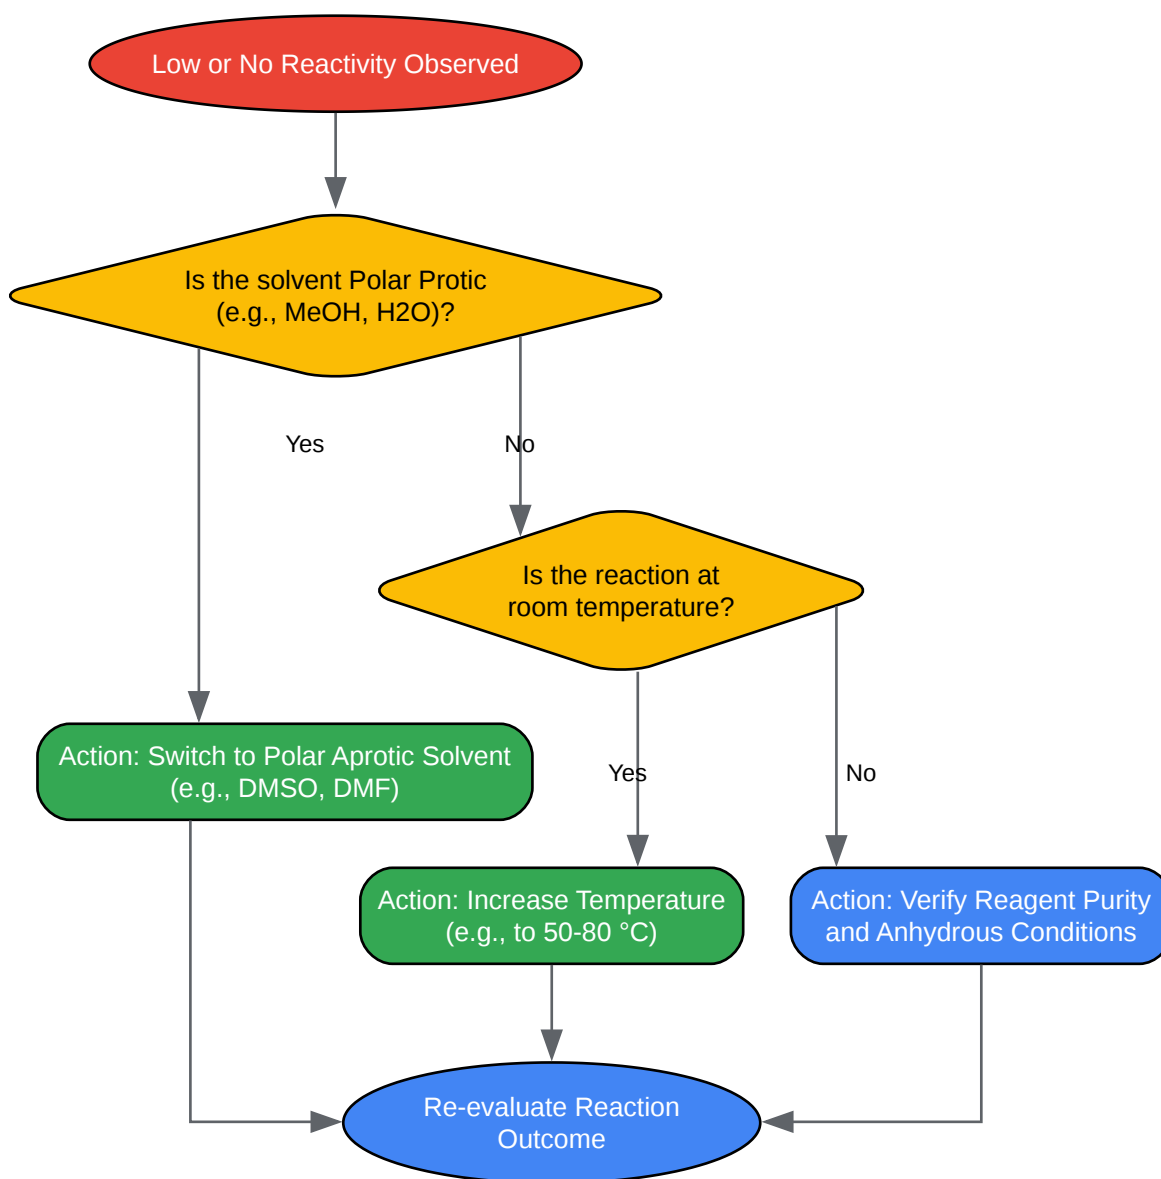 Low or No Reactivity Observed
Is the solvent Polar Protic
(e.g., MeOH, H2O)?
Yes
No
Is the reaction at
room temperature?
Action: Switch to Polar Aprotic Solvent
(e.g., DMSO, DMF)
Yes
No
Action: Increase Temperature
(e.g., to 50-80 °C)
Action: Verify Reagent Purity
and Anhydrous Conditions
Re-evaluate Reaction
Outcome